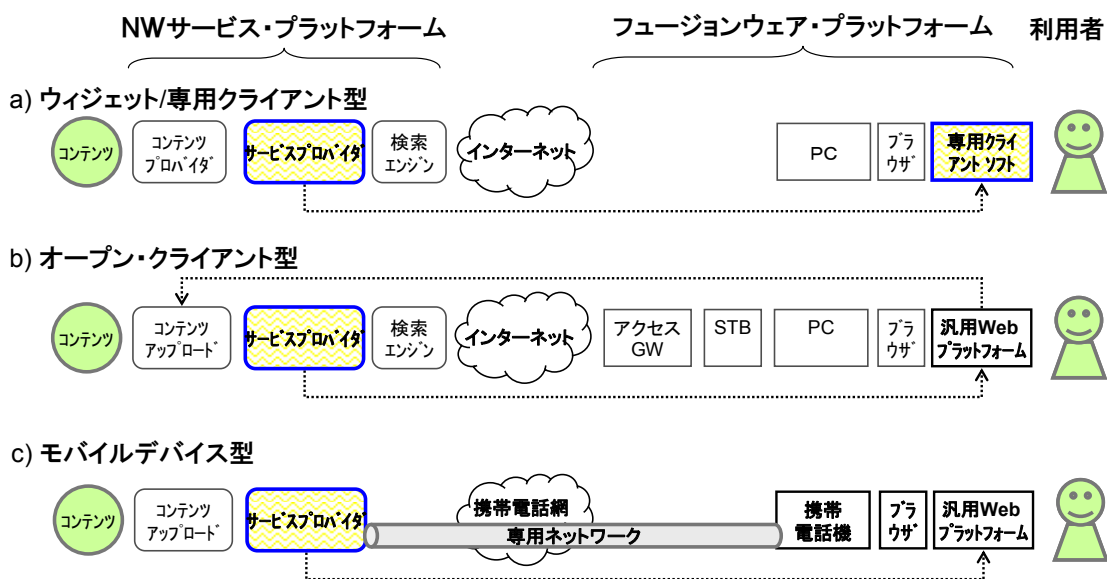 NWサービス・プラットフォーム
フュージョンウェア・プラットフォーム
利用者
a) ウィジェット/専用クライアント型
コンテンツ
コンテンツ
プロバイダ
サービスプロバイダ
検索
エンジン
インターネット
PC
ブラ
ウザ
専用クライ
アント ソフト
b) オープン・クライアント型
コンテンツ
コンテンツ
アップロード
サービスプロバイダ
検索
エンジン
インターネット
アクセス
GW
STB
PC
ブラ
ウザ
汎用Web
プラットフォーム
c) モバイルデバイス型
コンテンツ
コンテンツ
アップロード
サービスプロバイダ
携帯電話網
専用ネットワーク
携帯
電話機
ブラ
ウザ
汎用Web
プラットフォーム